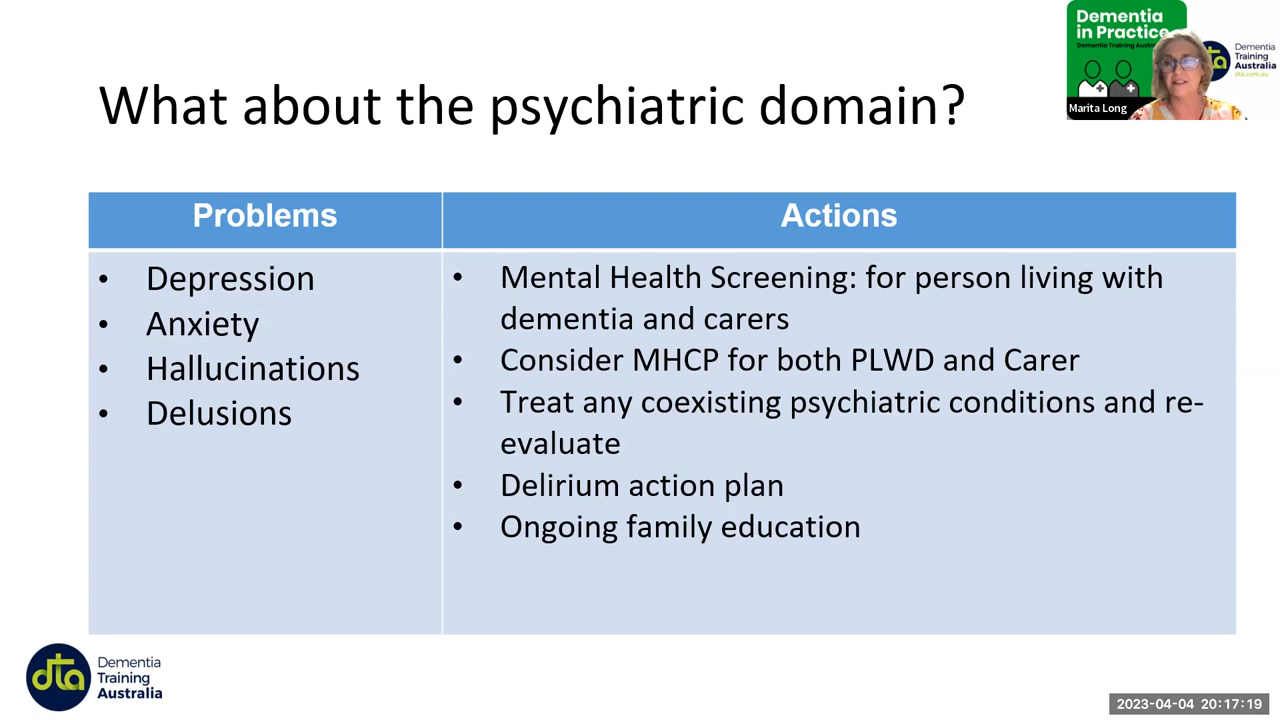 Dementia
in Practice
Dementia Training
Dementia
Training
Australia
dta.com.au
Marita Long
What about the psychiatric domain?
Problems
Actions
• Depression
• Anxiety
• Hallucinations
• Delusions
• Mental Health Screening: for person living with
dementia and carers
• Consider MHCP for both PLWD and Carer
• Treat any coexisting psychiatric conditions and re-
evaluate
• Delirium action plan
• Ongoing family education
dta
Dementia
Training
Australia
2023-04-04 20:17:19